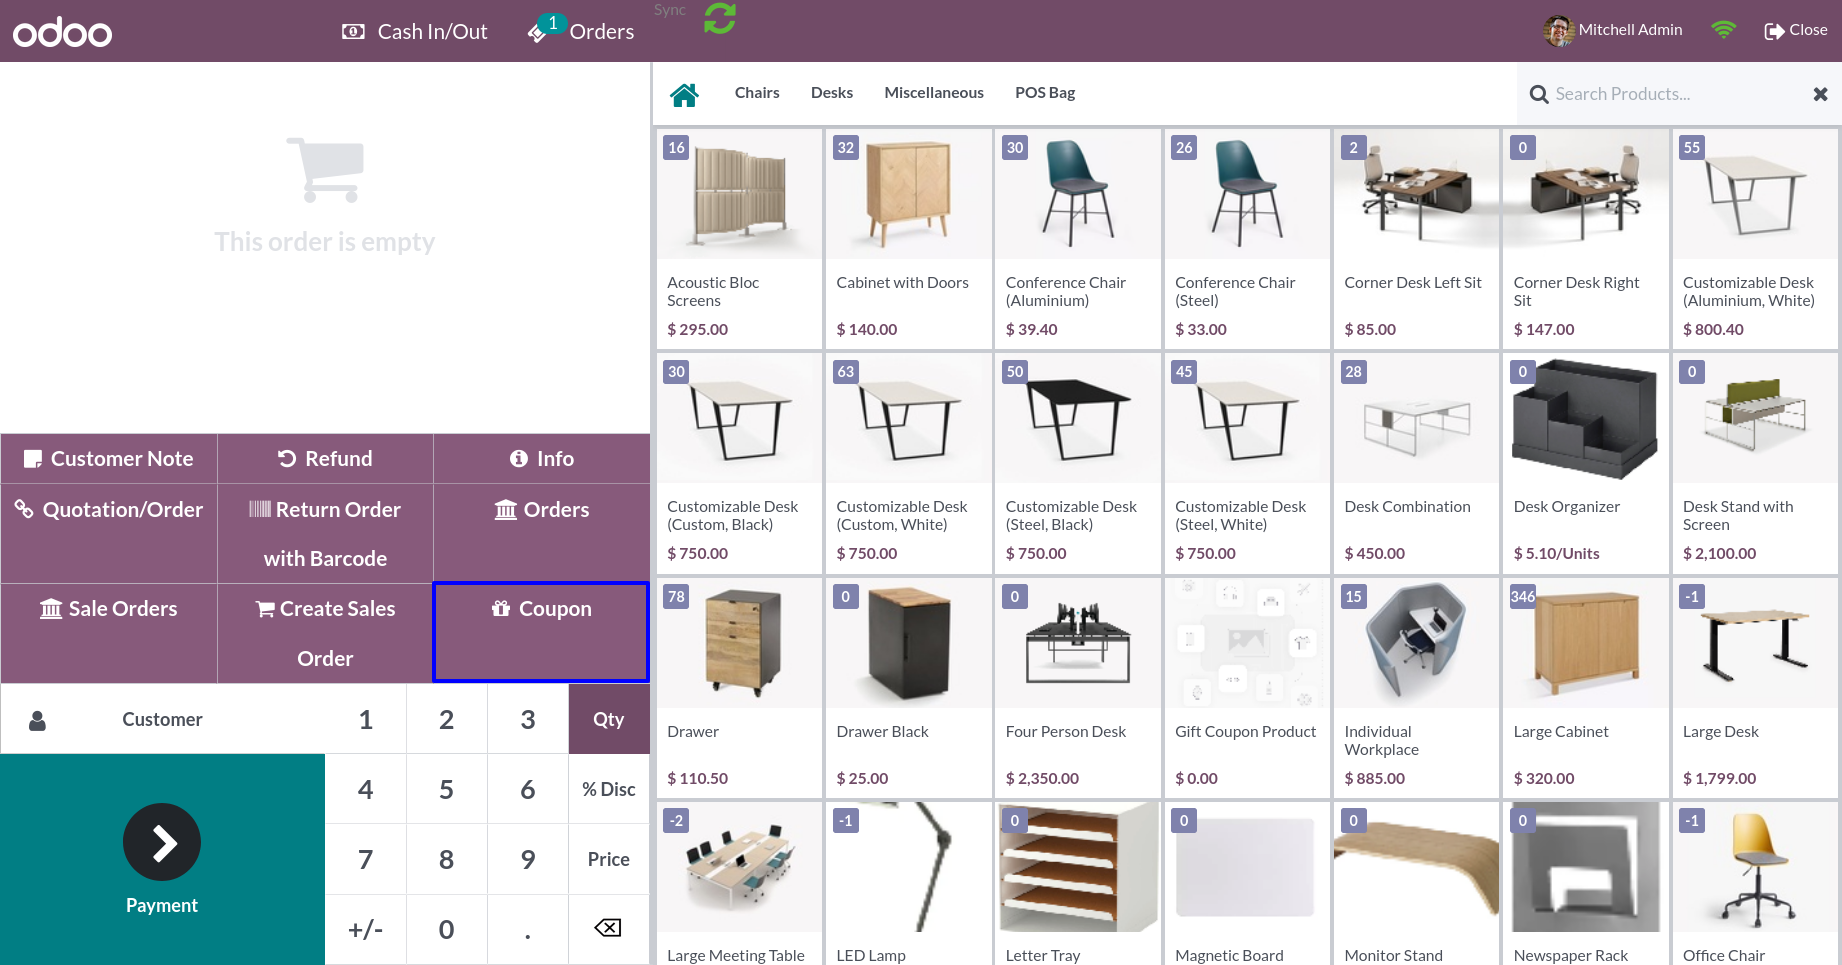 odoo
Cash In/Out
1
Orders
Sync
Mitchell Admin
Close
This order is empty
Customer Note
Refund
Info
Quotation/Order
Return Order
with Barcode
Orders
Sale Orders
Create Sales
Order
Coupon
Customer
1
2
3
Qty
4
5
6
% Disc
7
8
9
Price
+/-
0
.
Payment
Chairs
Desks
Miscellaneous
POS Bag
Search Products...
16
Acoustic Bloc
Screens
$ 295.00
32
Cabinet with Doors
$ 140.00
30
Conference Chair
(Aluminium)
$ 39.40
26
Conference Chair
(Steel)
$ 33.00
2
Corner Desk Left Sit
$ 85.00
0
Corner Desk Right
Sit
$ 147.00
55
Customizable Desk
(Aluminium, White)
$ 800.40
30
Customizable Desk
(Custom, Black)
$ 750.00
63
Customizable Desk
(Custom, White)
$ 750.00
50
Customizable Desk
(Steel, Black)
$ 750.00
45
Customizable Desk
(Steel, White)
$ 750.00
28
Desk Combination
$ 450.00
0
Desk Organizer
$ 5.10/Units
0
Desk Stand with
Screen
$ 2,100.00
78
Drawer
$ 110.50
0
Drawer Black
$ 25.00
0
Four Person Desk
$ 2,350.00
Gift Coupon Product
$ 0.00
15
Individual
Workplace
$ 885.00
346
Large Cabinet
$ 320.00
-1
Large Desk
$ 1,799.00
-2
Large Meeting Table
-1
LED Lamp
0
Letter Tray
0
Magnetic Board
0
Monitor Stand
0
Newspaper Rack
-1
Office Chair